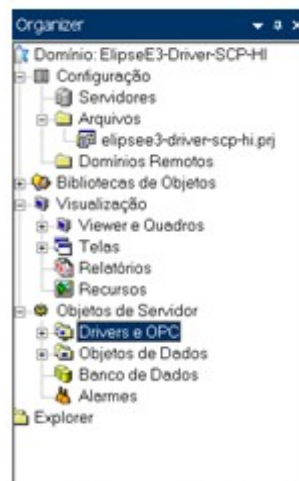 Organizer
Domínio: ElipseE3-Driver-SCP-HI
Configuração
Servidores
Arquivos
elipsee3-driver-scp-hi.prj
Domínios Remotos
Bibliotecas de Objetos
Visualização
Viewer e Quadros
Telas
Relatórios
Recursos
Objetos de Servidor
Drivers e OPC
Objetos de Dados
Banco de Dados
Alarmes
Explorer